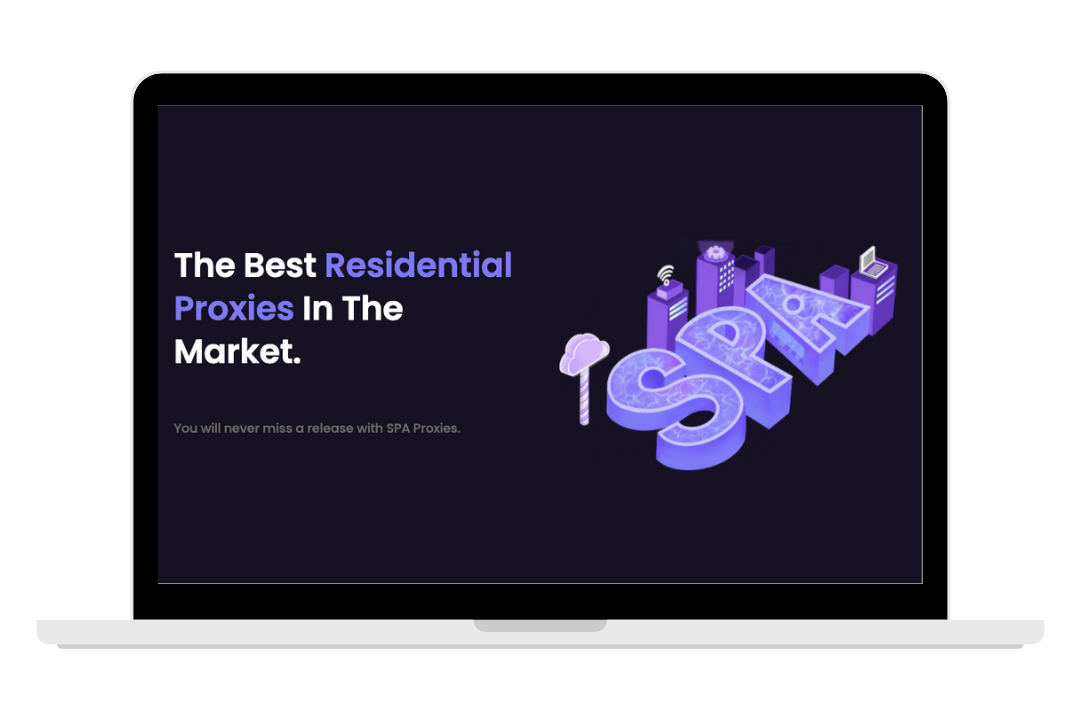 The Best Residential
Proxies In The
Market.
You will never miss a release with SPA Proxies.
SPA